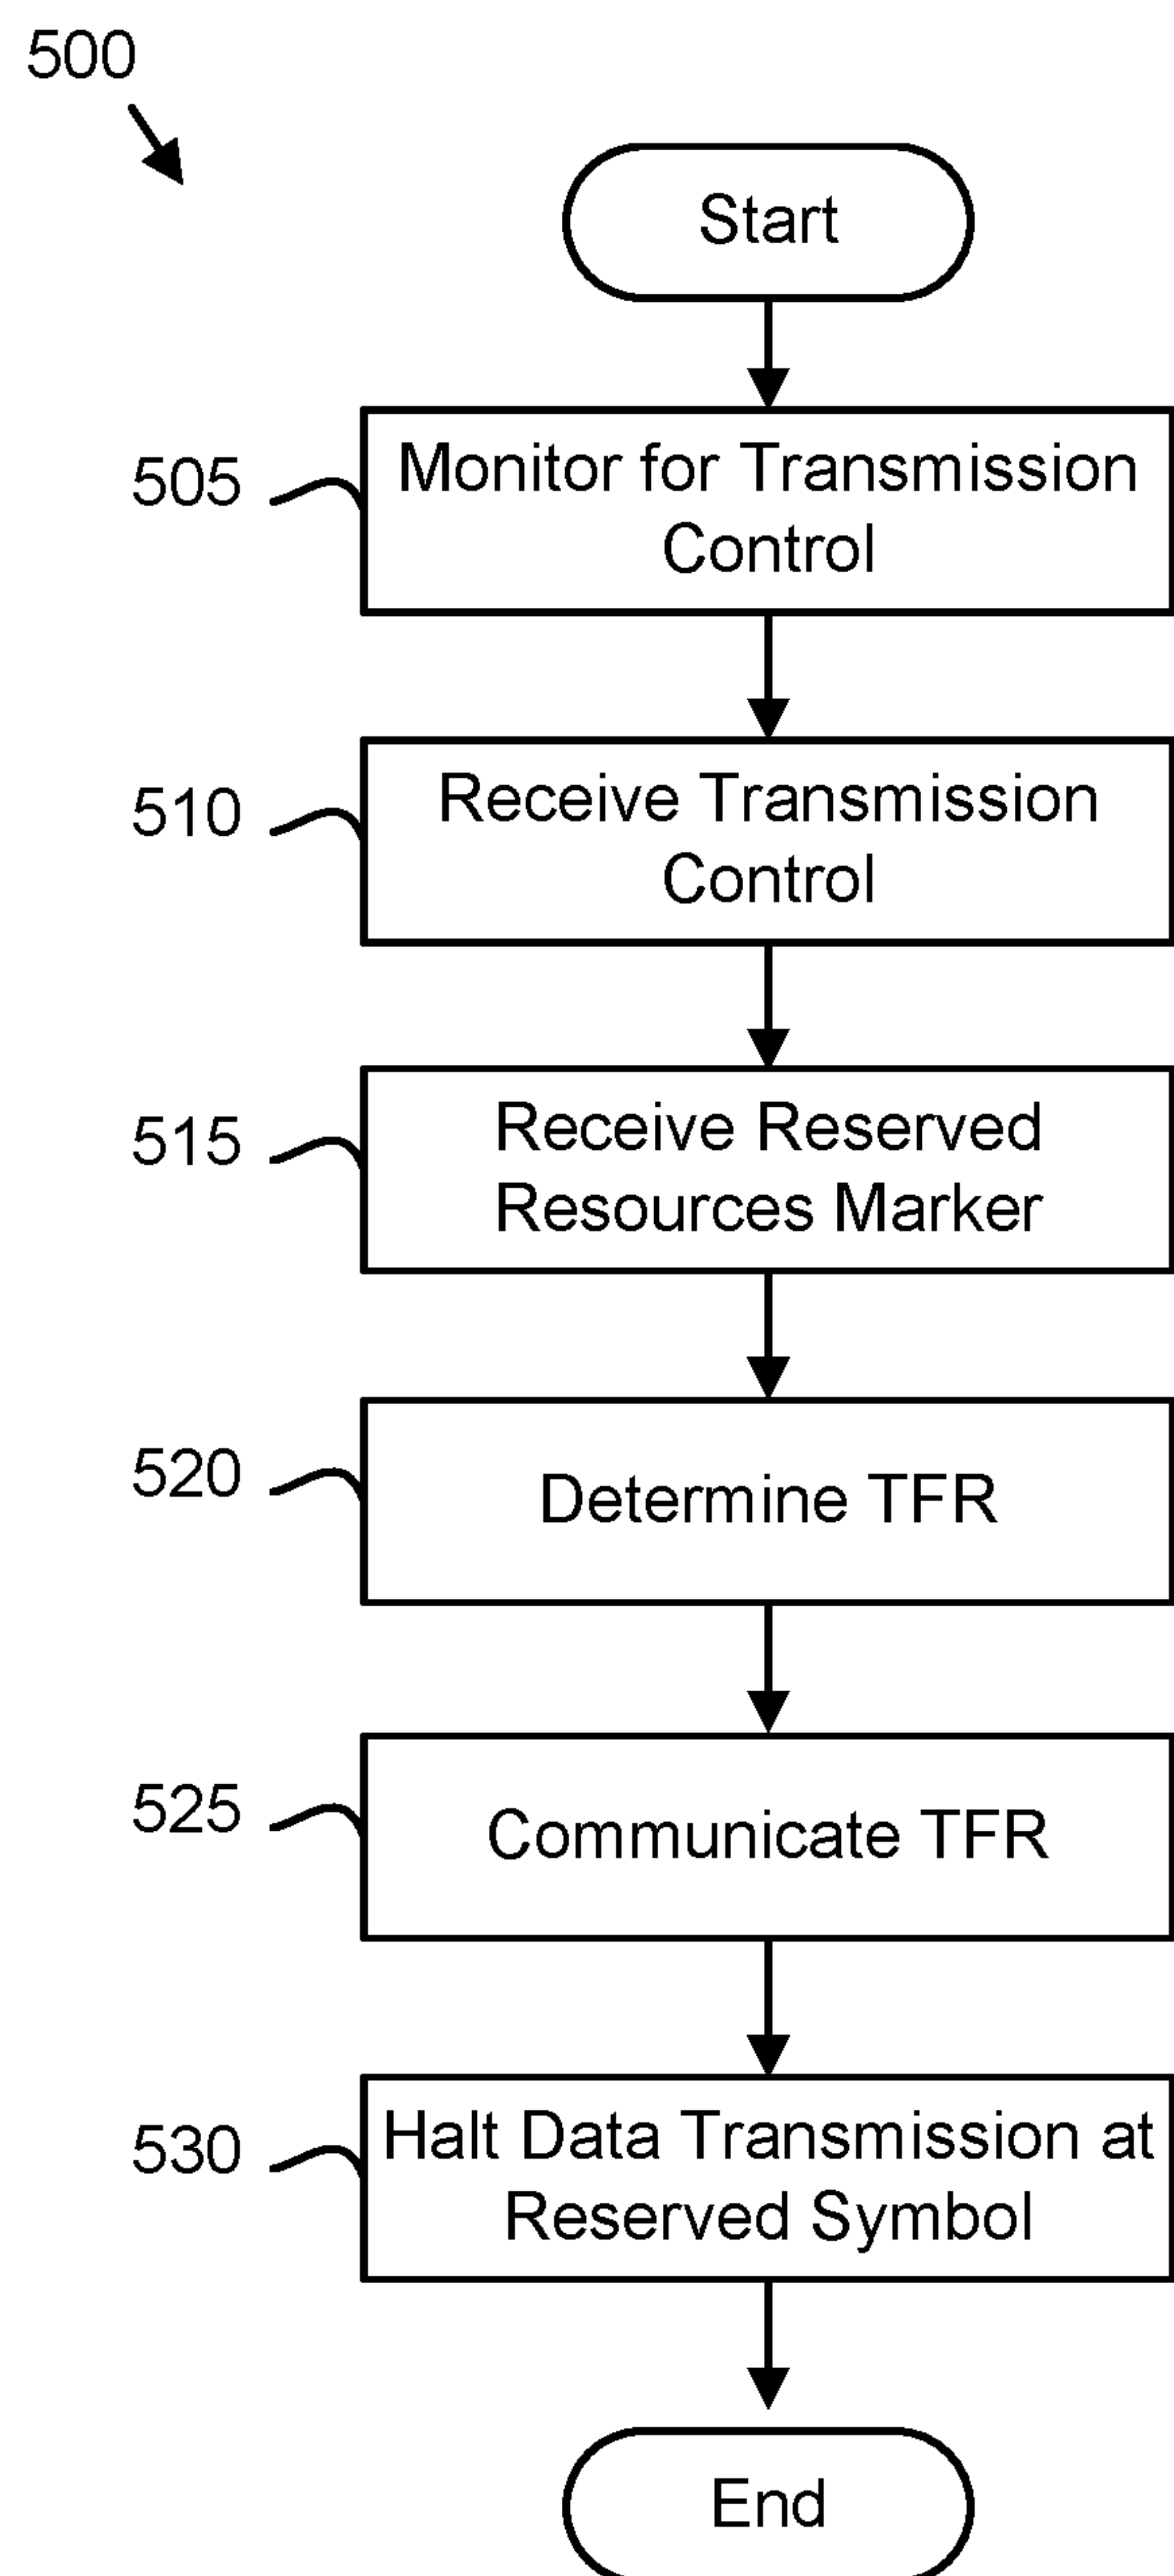 500
Start
505
Monitor for Transmission
Control
510
Receive Transmission
Control
515
Receive Reserved
Resources Marker
520
Determine TFR
525
Communicate TFR
530
Halt Data Transmission at
Reserved Symbol
End